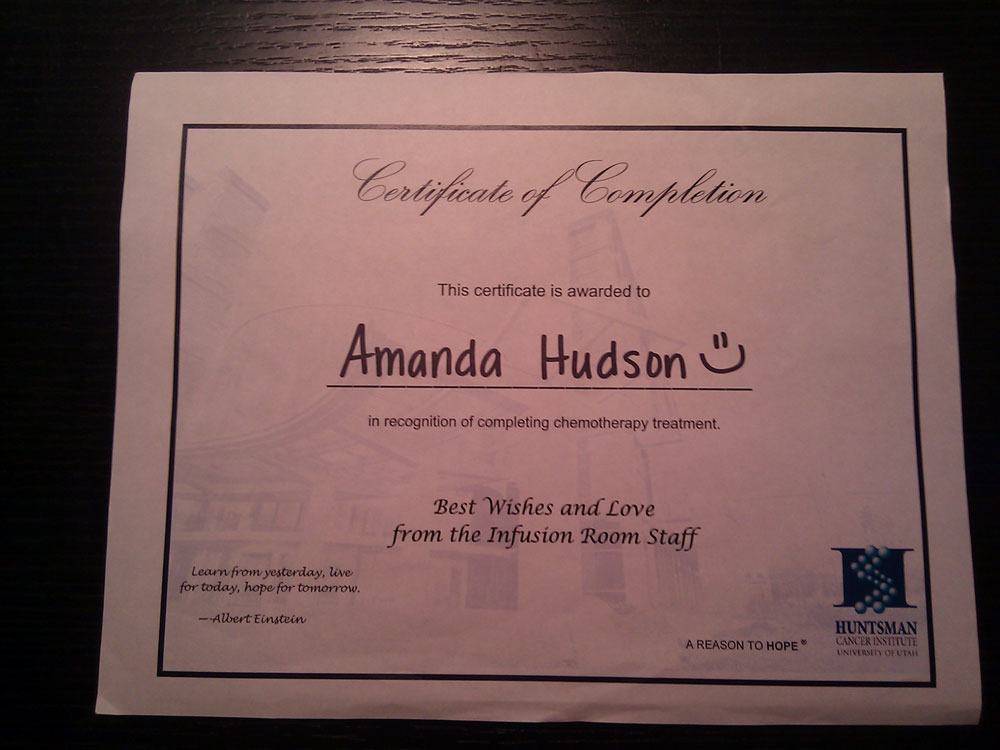 Certificate of Completion
This certificate is awarded to
Amanda Hudson
in recognition of completing chemotherapy treatment.
Best Wishes and Love
from the Infusion Room Staff
Learn from yesterday, live
for today, hope for tomorrow.
—Albert Einstein
A REASON TO HOPE®
HUNTSMAN
CANCER INSTITUTE
UNIVERSITY OF UTAH